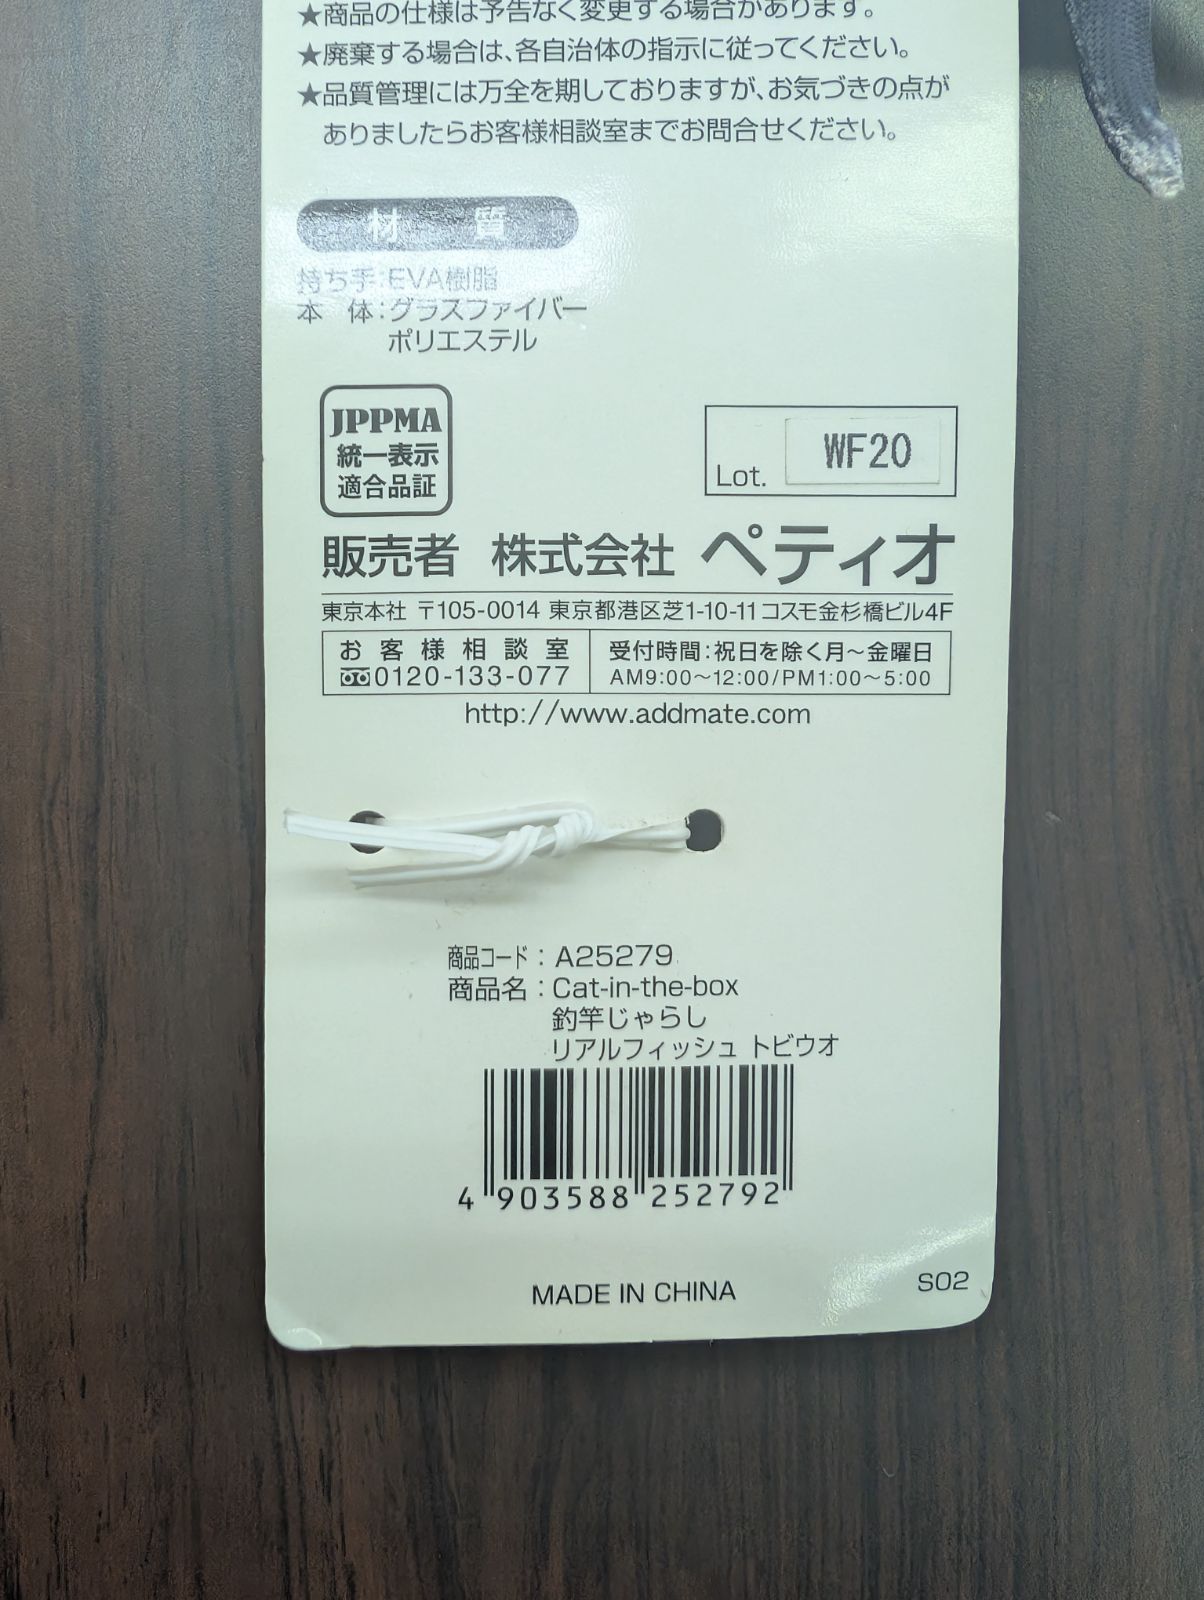 ★商品の仕様は予告なく変更する場合があります。
★廃棄する場合は、各自治体の指示に従ってください。
★品質管理には万全を期しておりますが、お気づきの点が
ありましたらお客様相談室までお問合せください。
材 質
持ち手:EVA樹脂
本 体:グラスファイバー
ポリエステル
JPPMA
統一表示
適合品証
Lot. WF20
販売者 株式会社 ペティオ
東京本社 〒105-0014 東京都港区芝1-10-11 コスモ金杉橋ビル4F
お客様相談室
0120-133-077
受付時間:祝日を除く月〜金曜日
AM9:00〜12:00/PM1:00〜5:00
http://www.addmate.com
商品コード:A25279
商品名:Cat-in-the-box
釣竿じゃらし
リアルフィッシュ トビウオ
4 903588 252792
MADE IN CHINA
S02